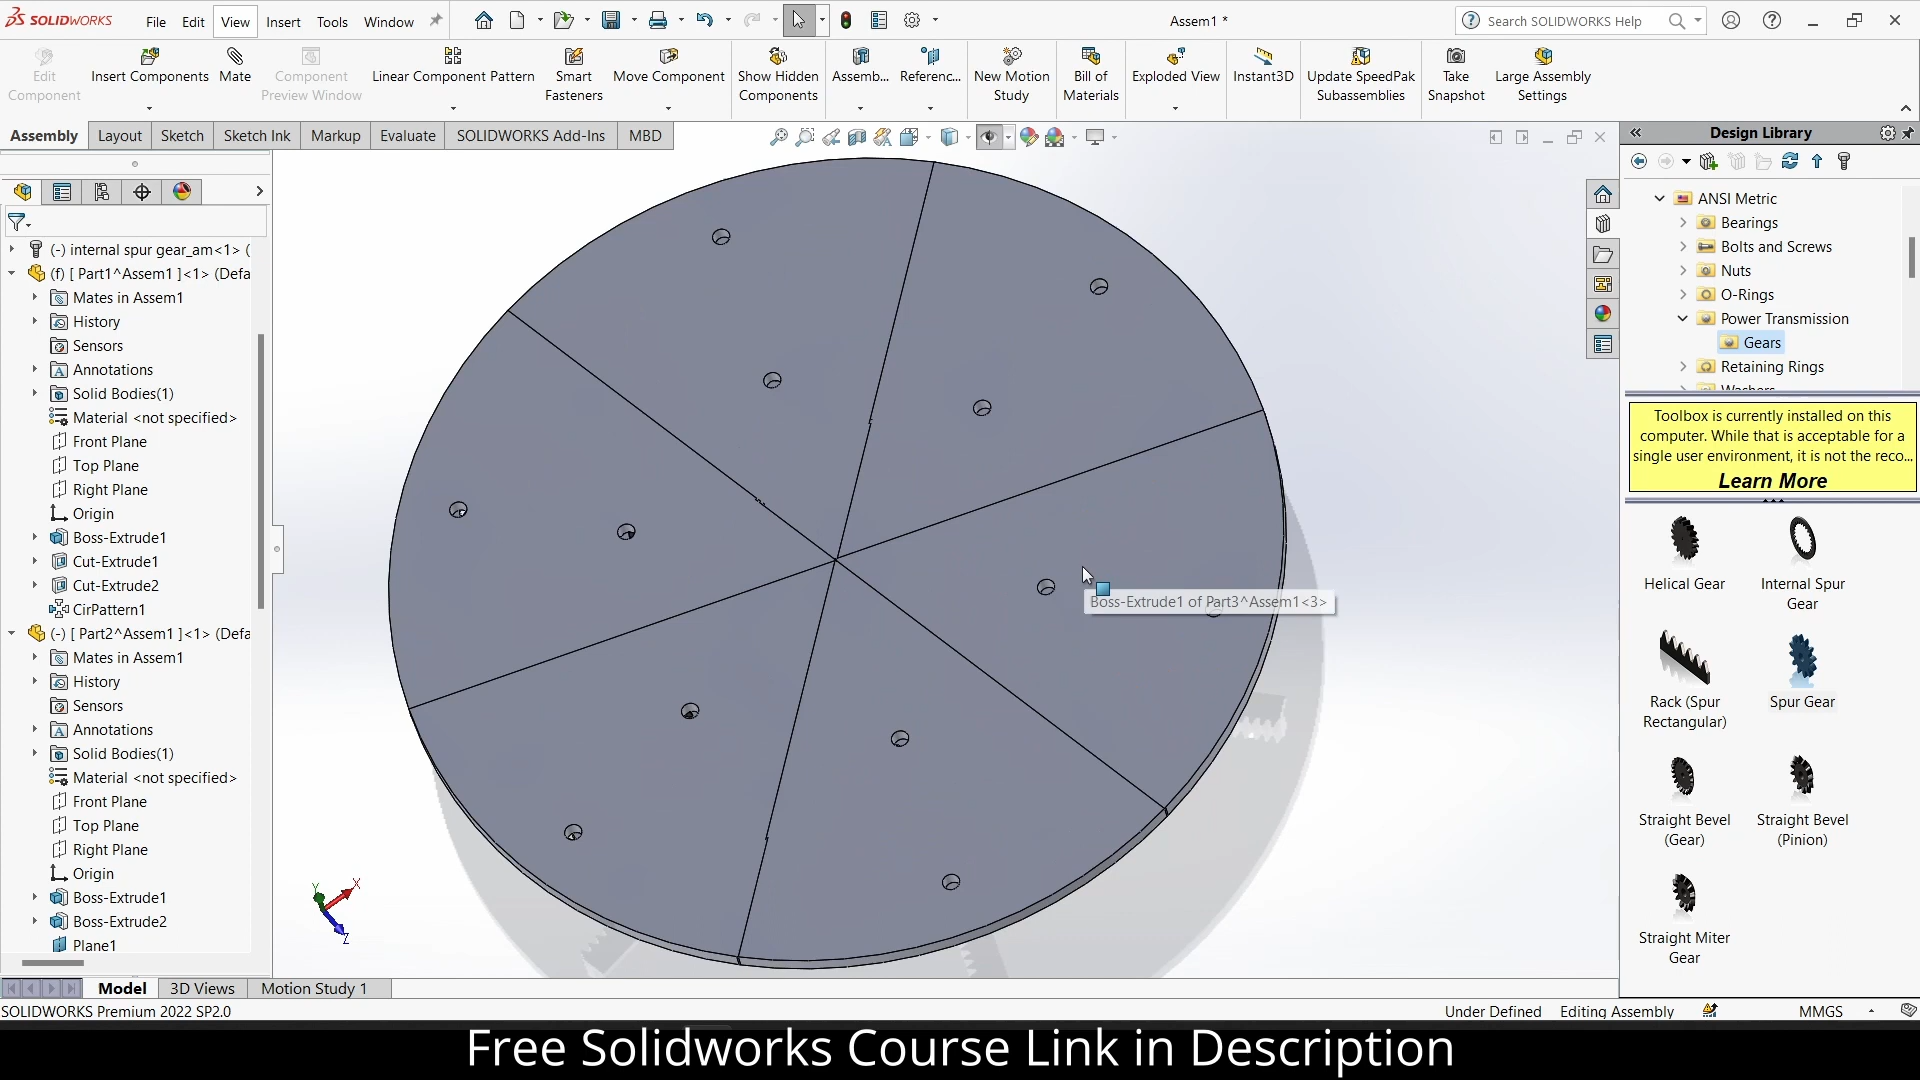 SOLIDWORKS File Edit View Insert Tools Window Assem1 * Search SOLIDWORKS Help
Edit Component
Insert Components
Mate
Component Preview Window
Linear Component Pattern
Smart Fasteners
Move Component
Show Hidden Components
Assemb...
Referenc...
New Motion Study
Bill of Materials
Exploded View
Instant3D
Update SpeedPak Subassemblies
Take Snapshot
Large Assembly Settings
Assembly Layout Sketch Sketch Ink Markup Evaluate SOLIDWORKS Add-Ins MBD
(-) internal spur gear_am<1> (
(f) [ Part1^Assem1 ]<1> (Defa
Mates in Assem1
History
Sensors
Annotations
Solid Bodies(1)
Material <not specified>
Front Plane
Top Plane
Right Plane
Origin
Boss-Extrude1
Cut-Extrude1
Cut-Extrude2
CirPattern1
(-) [ Part2^Assem1 ]<1> (Defa
Mates in Assem1
History
Sensors
Annotations
Solid Bodies(1)
Material <not specified>
Front Plane
Top Plane
Right Plane
Origin
Boss-Extrude1
Boss-Extrude2
Plane1
Boss-Extrude1 of Part3^Assem1<3>
Y
X
Z
Design Library
ANSI Metric
Bearings
Bolts and Screws
Nuts
O-Rings
Power Transmission
Gears
Retaining Rings
Washers
Toolbox is currently installed on this
computer. While that is acceptable for a
single user environment, it is not the reco...
Learn More
Helical Gear
Internal Spur Gear
Rack (Spur Rectangular)
Spur Gear
Straight Bevel (Gear)
Straight Bevel (Pinion)
Straight Miter Gear
Model 3D Views Motion Study 1
SOLIDWORKS Premium 2022 SP2.0 Under Defined Editing Assembly MMGS
Free Solidworks Course Link in Description